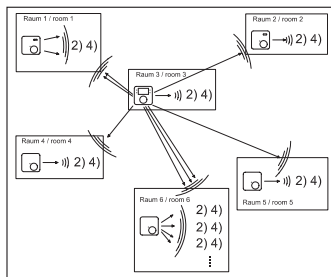 Raum 1 / room 1
2) 4)
Raum 2 / room 2
2) 4)
Raum 3 / room 3
2) 4)
Raum 4 / room 4
2) 4)
2) 4)
Raum 5 / room 5
Raum 6 / room 6
2) 4)
2) 4)
2) 4)